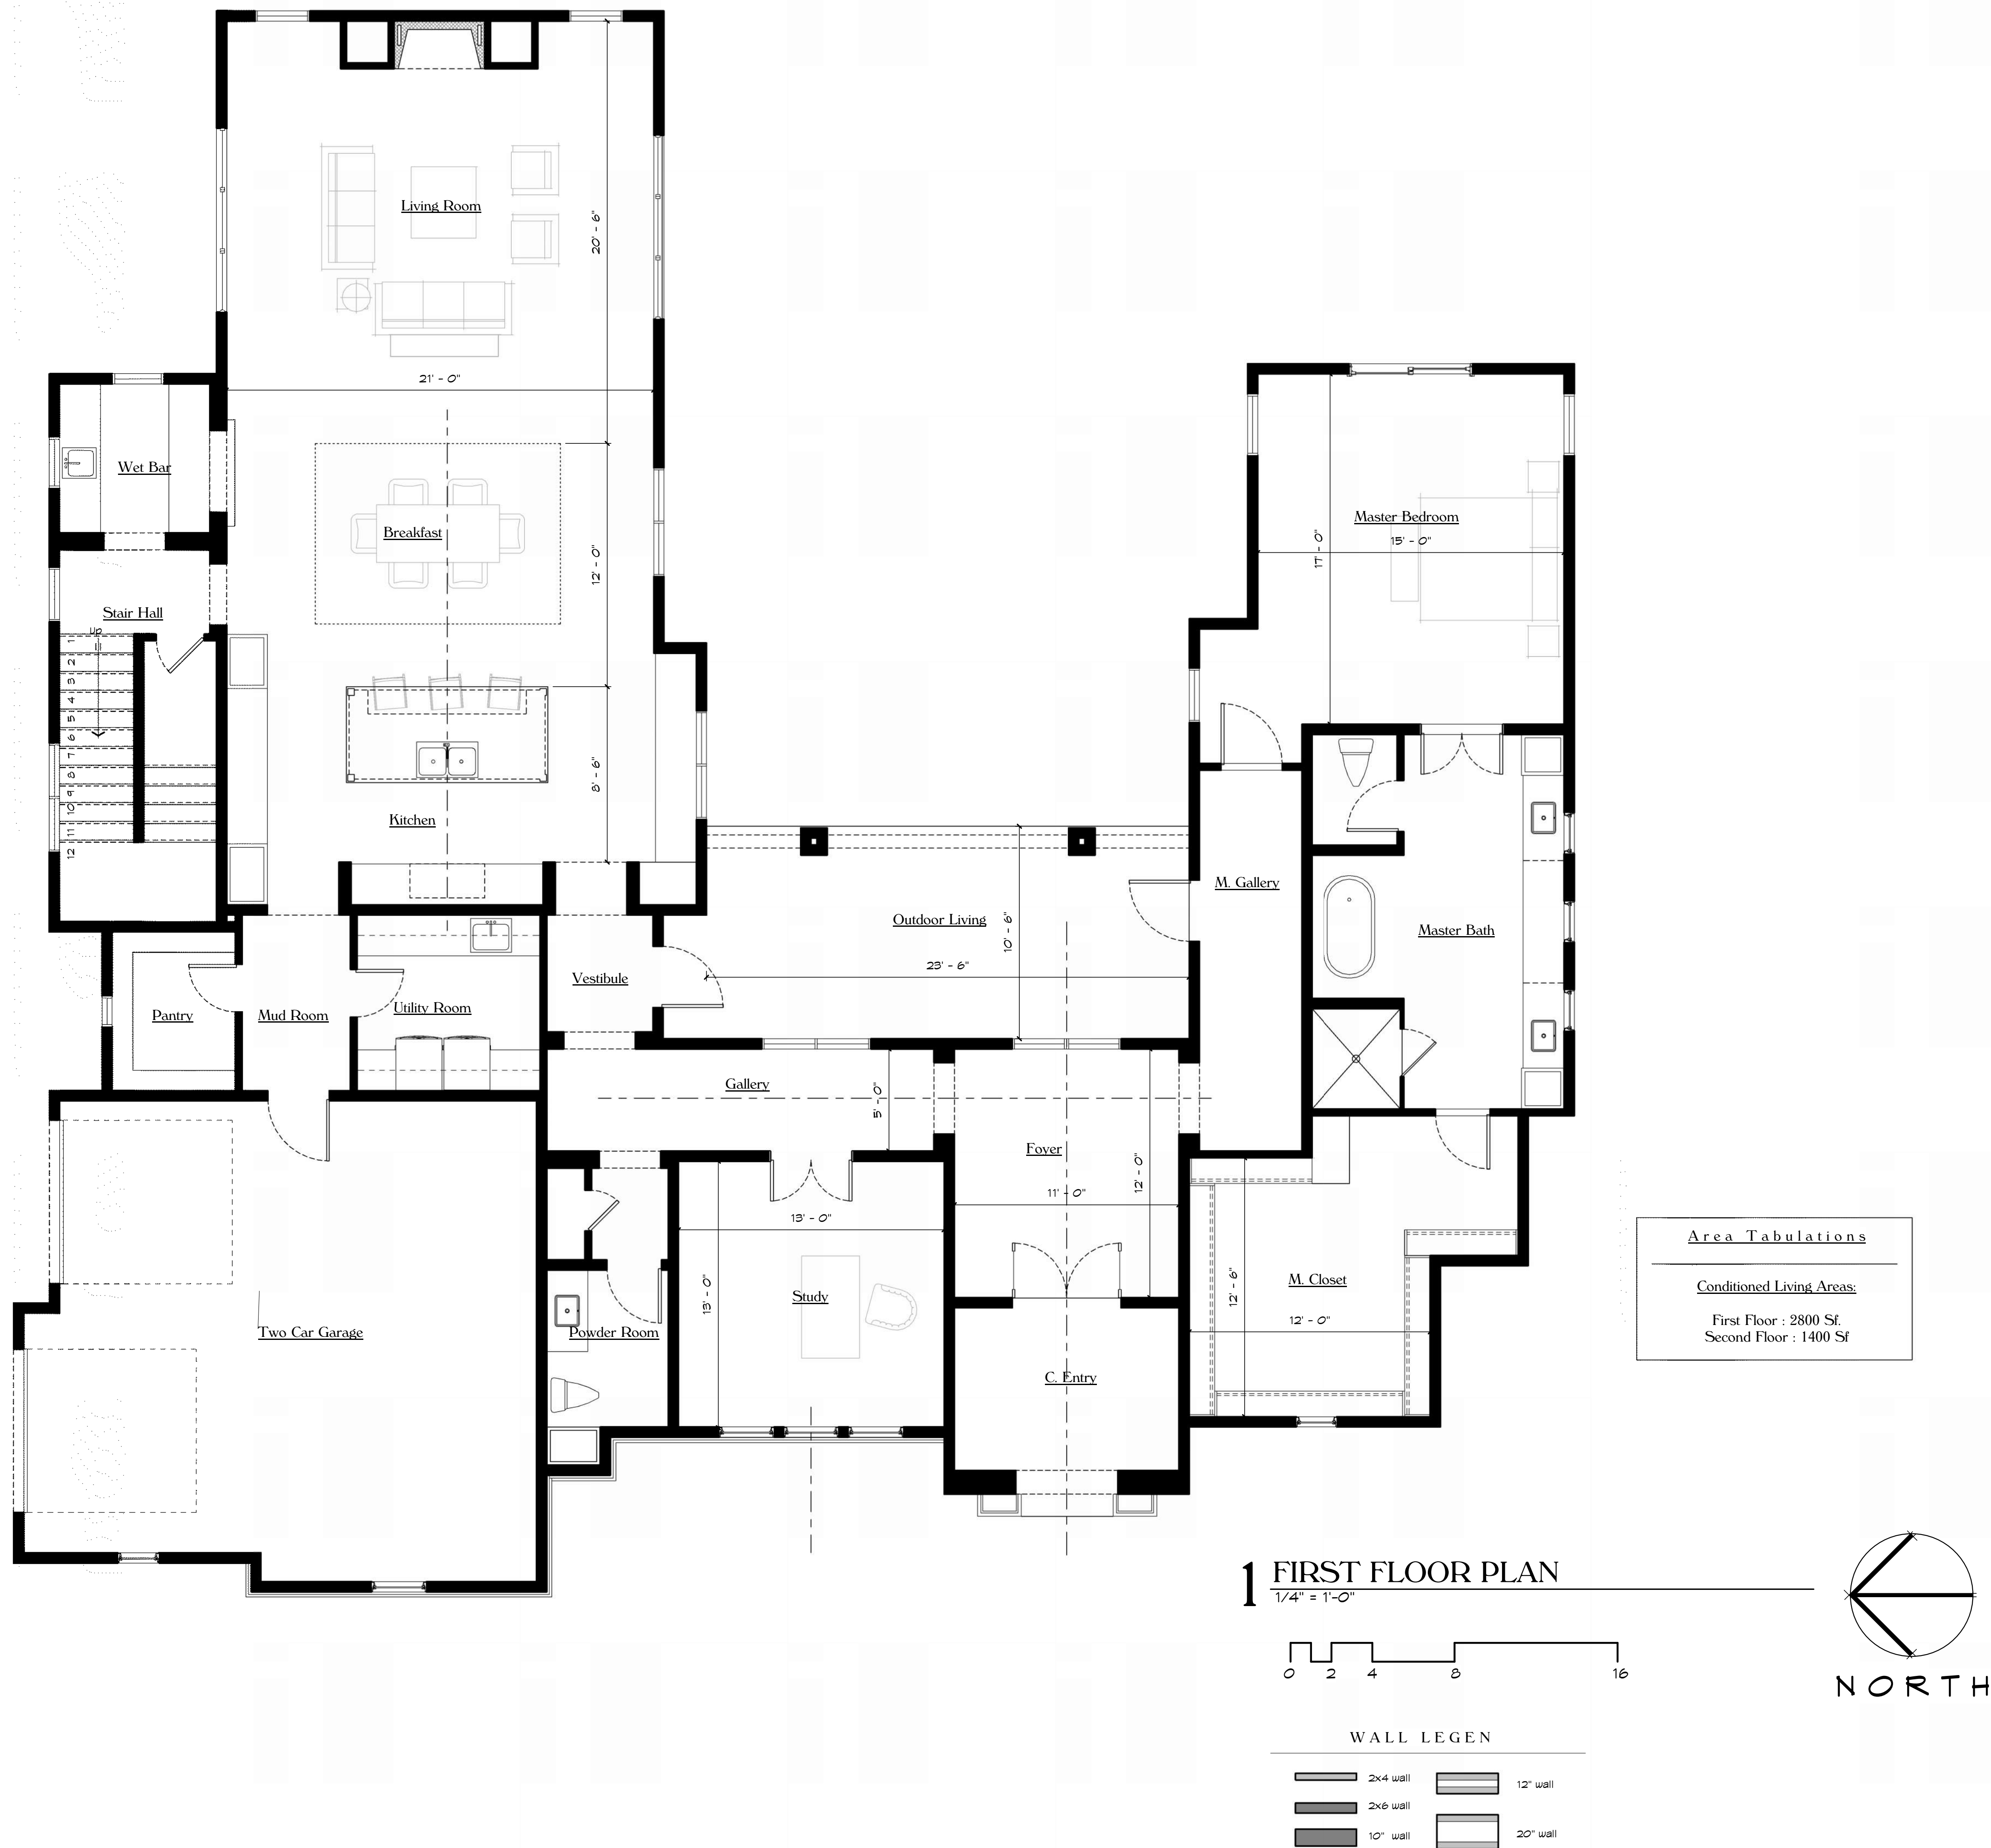 Living Room
20' - 6"
21' - 0"
Wet Bar
Breakfast
12' - 0"
Master Bedroom
15' - 0"
17' - 0"
Stair Hall
Up
1
2
3
4
5
6
7
8
9
10
11
12
8' - 6"
Kitchen
M. Gallery
Outdoor Living
10' - 6"
23' - 6"
Master Bath
Vestibule
Pantry
Mud Room
Utility Room
Gallery
5' - 0"
Foyer
12' - 0"
11' - 0"
13' - 0"
13' - 0"
Study
Two Car Garage
Powder Room
C. Entry
M. Closet
12' - 6"
12' - 0"
Area Tabulations
Conditioned Living Areas:
First Floor : 2800 Sf.
Second Floor : 1400 Sf
1 FIRST FLOOR PLAN
1/4" = 1'-0"
0 2 4 8 16
NORTH
WALL LEGEN
2x4 wall
12" wall
2x6 wall
10" wall
20" wall